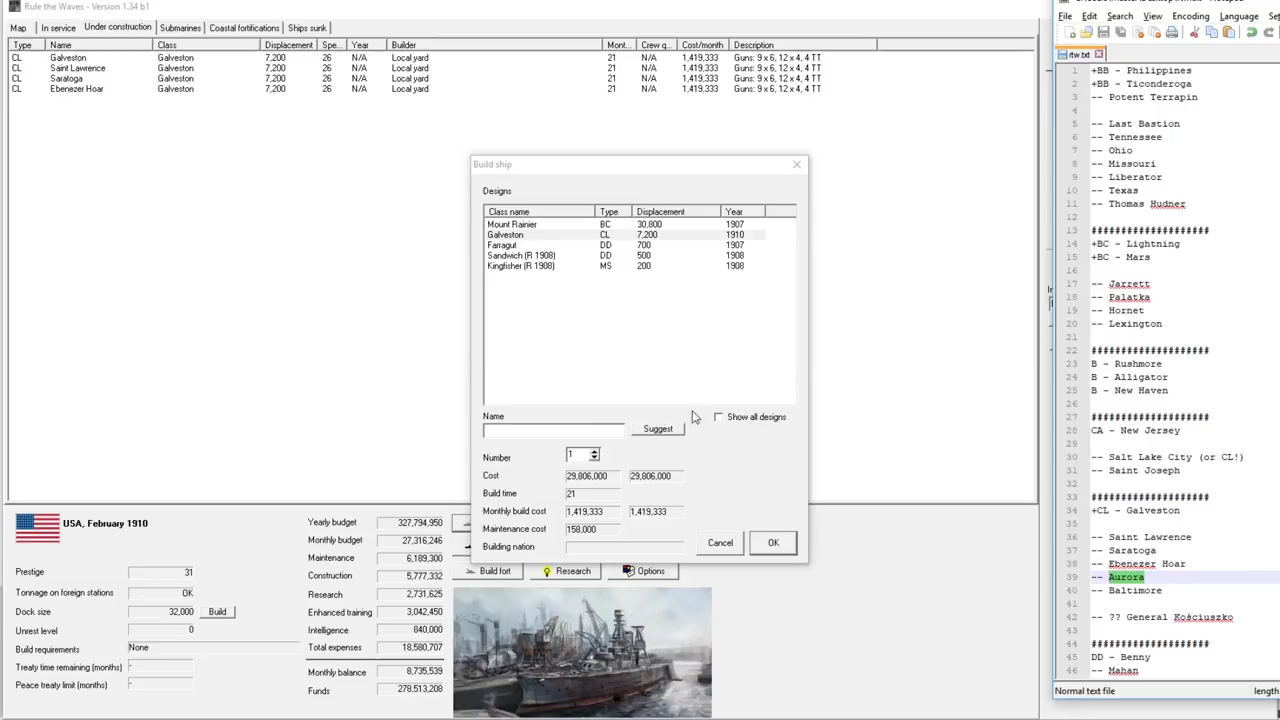 Rule the Waves - Version 1.34 b1
Map In service Under construction Submarines Coastal fortifications Ships sunk
Type Name Class Displacement Spe... Year Builder Mont... Crew q... Cost/month Description
CL Galveston Galveston 7,200 26 N/A Local yard 21 N/A 1,419,333 Guns: 9 x 6, 12 x 4, 4 TT
CL Saint Lawrence Galveston 7,200 26 N/A Local yard 21 N/A 1,419,333 Guns: 9 x 6, 12 x 4, 4 TT
CL Saratoga Galveston 7,200 26 N/A Local yard 21 N/A 1,419,333 Guns: 9 x 6, 12 x 4, 4 TT
CL Ebenezer Hoar Galveston 7,200 26 N/A Local yard 21 N/A 1,419,333 Guns: 9 x 6, 12 x 4, 4 TT
Build ship
Designs
Class name Type Displacement Year
Mount Rainier BC 30,800 1907
Galveston CL 7,200 1910
Farragut DD 700 1907
Sandwich (R 1908) DD 500 1908
Kingfisher (R 1908) MS 200 1908
Name
Suggest
Show all designs
Number 1
Cost 29,806,000 29,806,000
Build time 21
Monthly build cost 1,419,333 1,419,333
Maintenance cost 158,000
Building nation
Cancel OK
USA, February 1910
Prestige 31
Tonnage on foreign stations OK
Dock size 32,000 Build
Unrest level 0
Build requirements None
Treaty time remaining (months) -
Peace treaty limit (months) -
Yearly budget 327,794,950
Monthly budget 27,316,246
Maintenance 6,189,300
Construction 5,777,332
Research 2,731,625
Enhanced training 3,042,450
Intelligence 840,000
Total expenses 18,580,707
Monthly balance 8,735,539
Funds 278,513,208
Build fort Research Options
File Edit Search View Encoding Language
rtw.txt
1 +BB - Philippines
2 +BB - Ticonderoga
3 -- Potent Terrapin
4
5 -- Last Bastion
6 -- Tennessee
7 -- Ohio
8 -- Missouri
9 -- Liberator
10 -- Texas
11 -- Thomas Hudner
12
13 ####################
14 +BC - Lightning
15 +BC - Mars
16
17 -- Jarrett
18 -- Palatka
19 -- Hornet
20 -- Lexington
21
22 ####################
23 B - Rushmore
24 B - Alligator
25 B - New Haven
26
27 ####################
28 CA - New Jersey
29
30 -- Salt Lake City (or CL!)
31 -- Saint Joseph
32
33 ####################
34 +CL - Galveston
35
36 -- Saint Lawrence
37 -- Saratoga
38 -- Ebenezer Hoar
39 -- Aurora
40 -- Baltimore
41
42 -- ?? General Kościuszko
43
44 ####################
45 DD - Benny
46 -- Mahan
Normal text file length